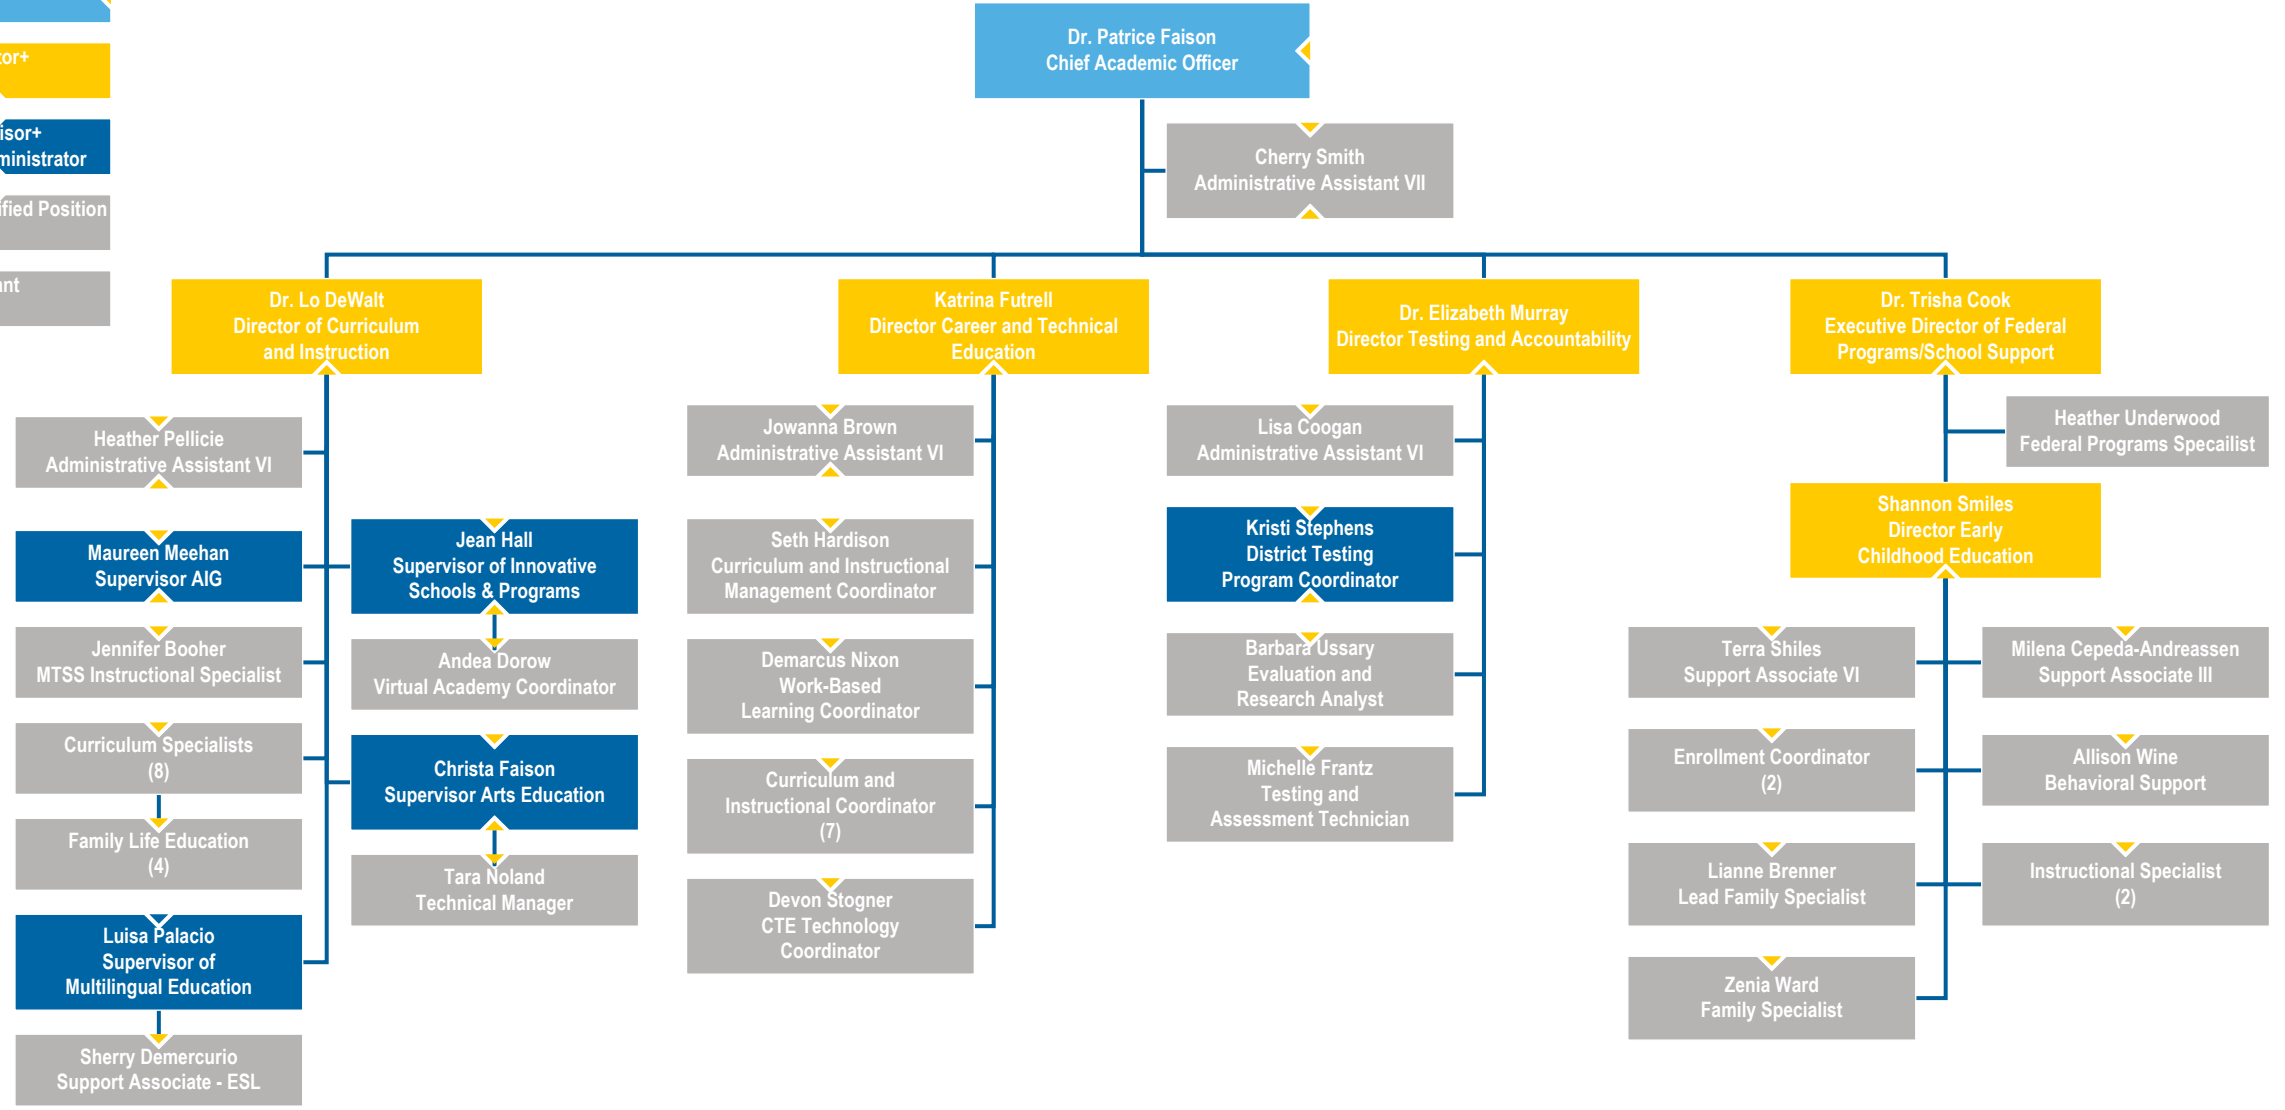 Dr. Patrice Faison
Chief Academic Officer
tor+
isor+
ministrator
ified Position
ant
Cherry Smith
Administrative Assistant VII
Dr. Lo DeWalt
Director of Curriculum
and Instruction
Katrina Futrell
Director Career and Technical
Education
Dr. Elizabeth Murray
Director Testing and Accountability
Dr. Trisha Cook
Executive Director of Federal
Programs/School Support
Heather Pellicie
Administrative Assistant VI
Maureen Meehan
Supervisor AIG
Jennifer Booher
MTSS Instructional Specialist
Curriculum Specialists
(8)
Family Life Education
(4)
Luisa Palacio
Supervisor of
Multilingual Education
Sherry Demercurio
Support Associate - ESL
Jean Hall
Supervisor of Innovative
Schools & Programs
Andea Dorow
Virtual Academy Coordinator
Christa Faison
Supervisor Arts Education
Tara Noland
Technical Manager
Jowanna Brown
Administrative Assistant VI
Seth Hardison
Curriculum and Instructional
Management Coordinator
Demarcus Nixon
Work-Based
Learning Coordinator
Curriculum and
Instructional Coordinator
(7)
Devon Stogner
CTE Technology
Coordinator
Lisa Coogan
Administrative Assistant VI
Kristi Stephens
District Testing
Program Coordinator
Barbara Ussary
Evaluation and
Research Analyst
Michelle Frantz
Testing and
Assessment Technician
Heather Underwood
Federal Programs Specailist
Shannon Smiles
Director Early
Childhood Education
Terra Shiles
Support Associate VI
Enrollment Coordinator
(2)
Lianne Brenner
Lead Family Specialist
Zenia Ward
Family Specialist
Milena Cepeda-Andreassen
Support Associate III
Allison Wine
Behavioral Support
Instructional Specialist
(2)